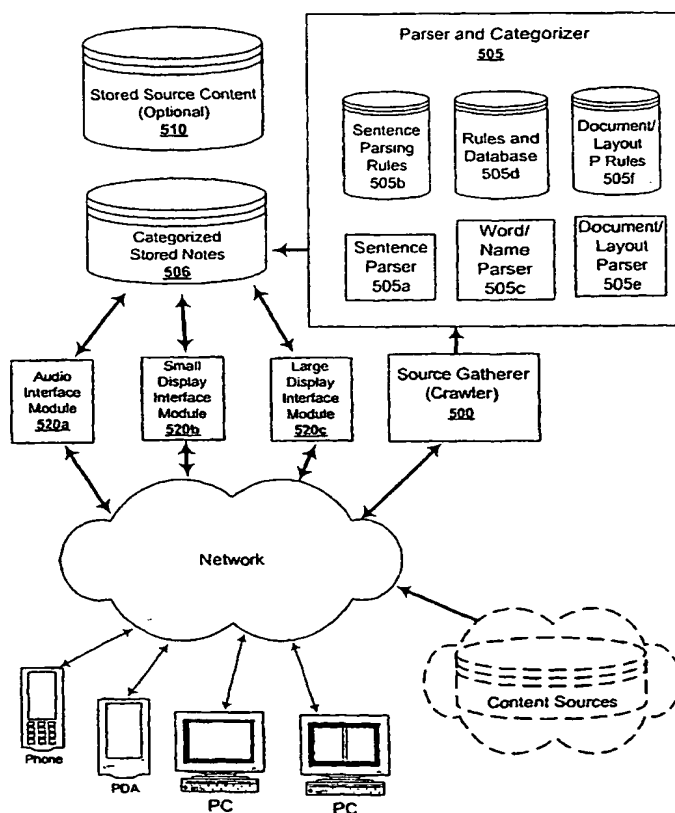 Parser and Categorizer
505
Stored Source Content
(Optional)
510
Sentence
Parsing
Rules
505b
Rules and
Database
505d
Document/
Layout
P Rules
505f
Categorized
Stored Notes
506
Sentence
Parser
505a
Word/
Name
Parser
505c
Document/
Layout
Parser
505e
Audio
Interface
Module
520a
Small
Display
Interface
Module
520b
Large
Display
Interface
Module
520c
Source Gatherer
(Crawler)
500
Network
Content Sources
Phone
PDA
PC
PC